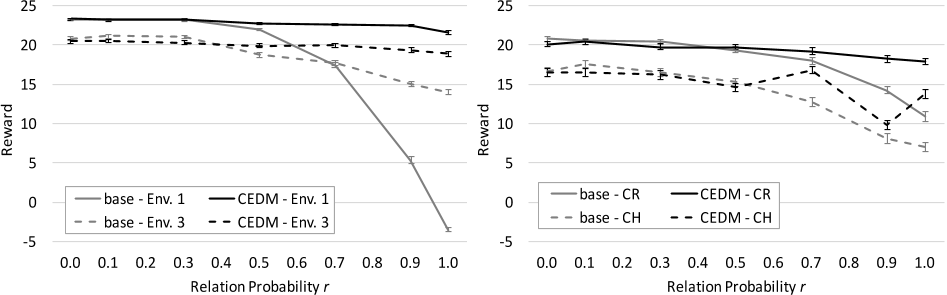 25
20
15
10
5
0
-5
Reward
base - Env. 1
CEDM - Env. 1
base - Env. 3
CEDM - Env. 3
0.0 0.1 0.2 0.3 0.4 0.5 0.6 0.7 0.8 0.9 1.0
Relation Probability r
25
20
15
10
5
0
-5
Reward
base - CR
CEDM - CR
base - CH
CEDM - CH
0.0 0.1 0.2 0.3 0.4 0.5 0.6 0.7 0.8 0.9 1.0
Relation Probability r